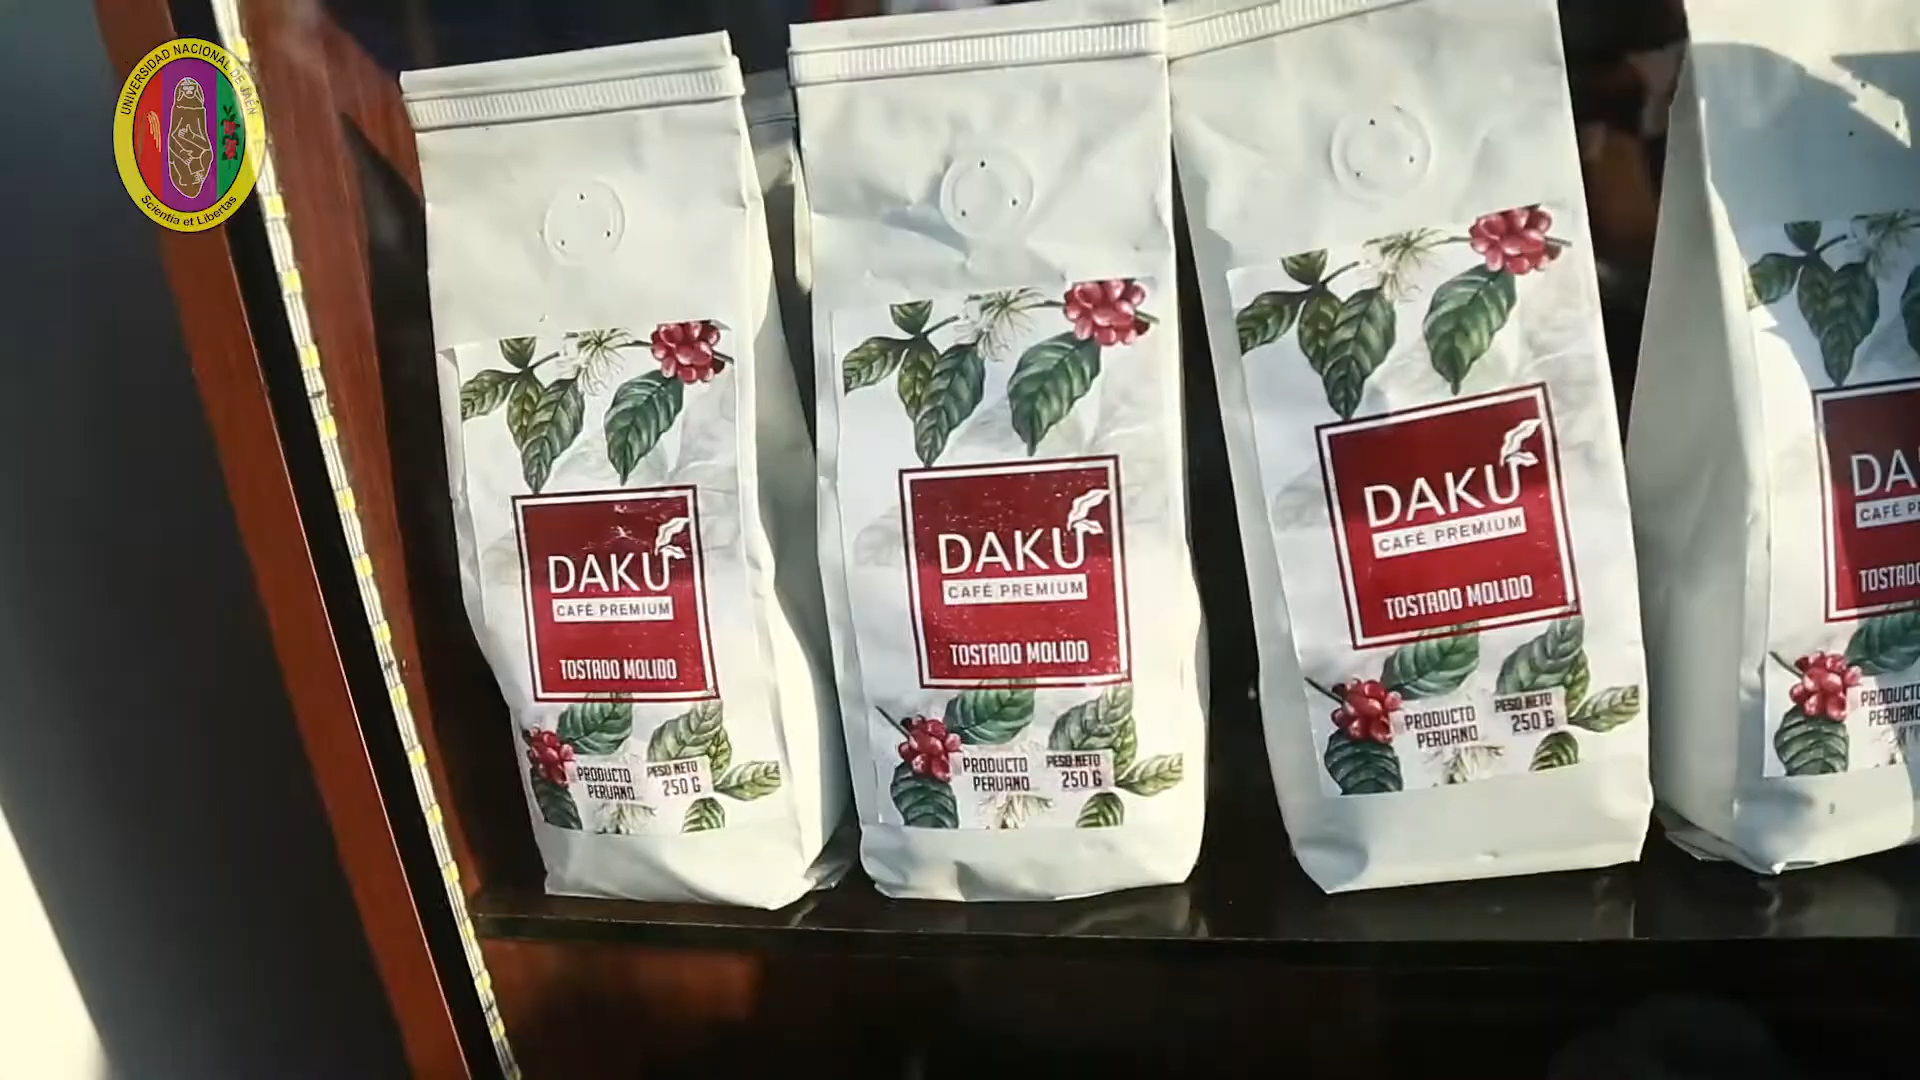 UNIVERSIDAD NACIONAL DE JAÉN
Scientia et Libertas
DAKU
CAFÉ PREMIUM
TOSTADO MOLIDO
PRODUCTO
PERUANO
PESO NETO
250 G
DAKU
CAFÉ PREMIUM
TOSTADO MOLIDO
PRODUCTO
PERUANO
PESO NETO
250 G
DAKU
CAFÉ PREMIUM
TOSTADO MOLIDO
PRODUCTO
PERUANO
PESO NETO
250 G
DA
CAFÉ P
TOSTADO
PRODUCTO
PERUANO